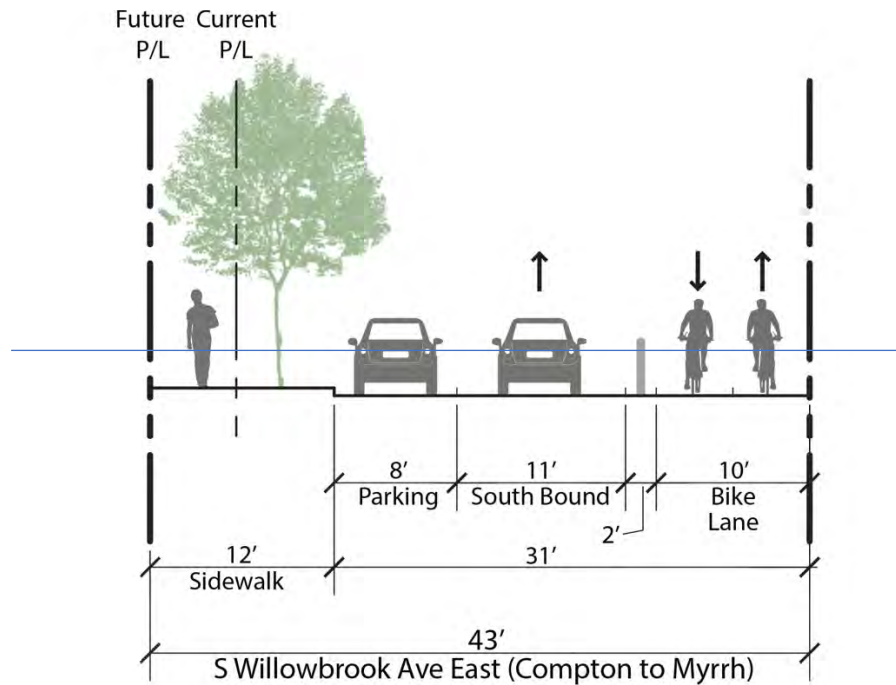 Future Current
P/L P/L
8' 11' 10'
Parking South Bound Bike
Lane
2'
12' 31'
Sidewalk
43'
S Willowbrook Ave East (Compton to Myrrh)